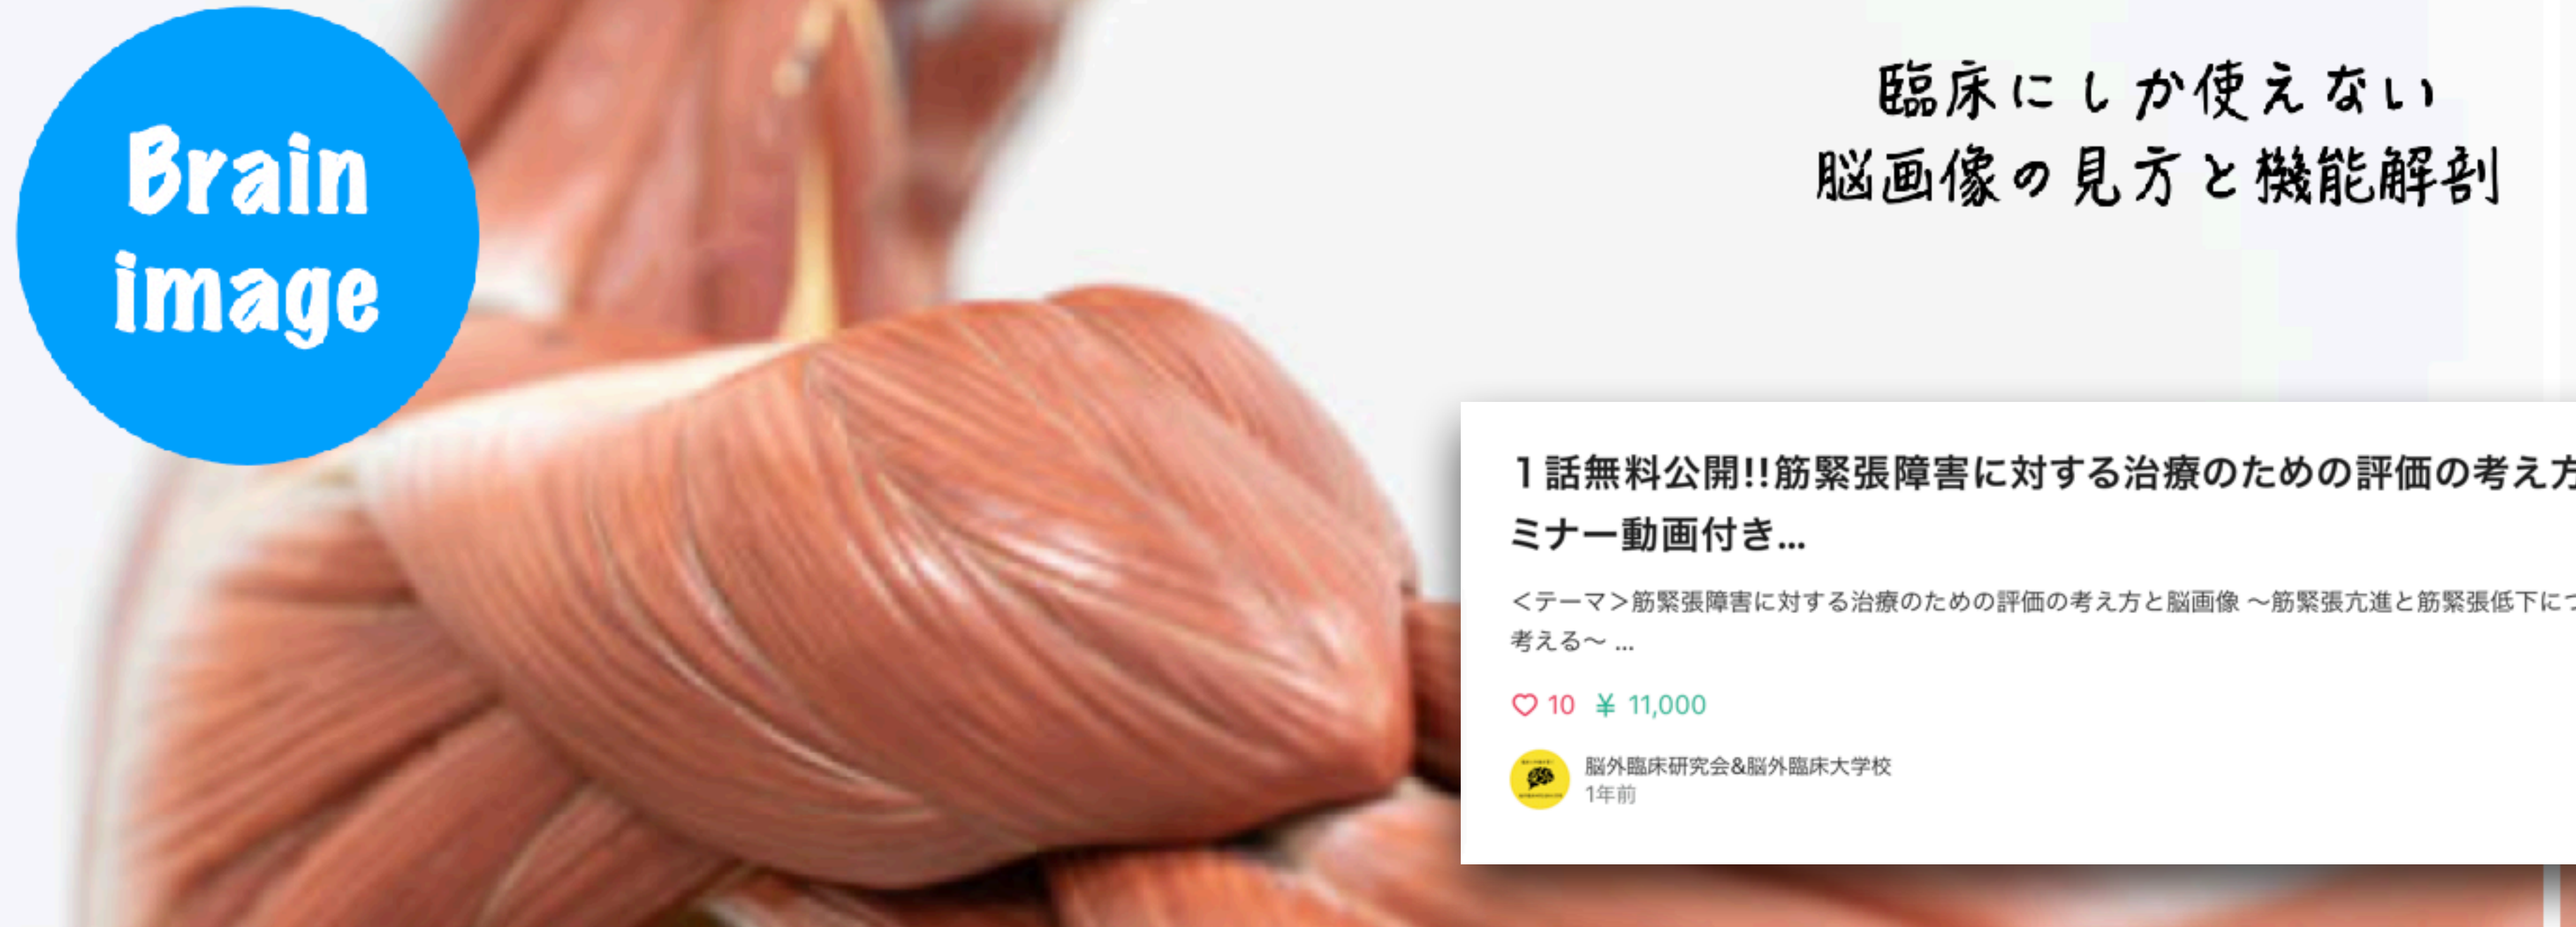 Brain
image
臨床にしか使えない
脳画像の見方と機能解剖
１話無料公開!!筋緊張障害に対する治療のための評価の考え方
ミナー動画付き...
＜テーマ＞筋緊張障害に対する治療のための評価の考え方と脳画像 〜筋緊張亢進と筋緊張低下につ
考える〜 ...
♡ 10 ¥ 11,000
脳外臨床研究会&脳外臨床大学校
1年前